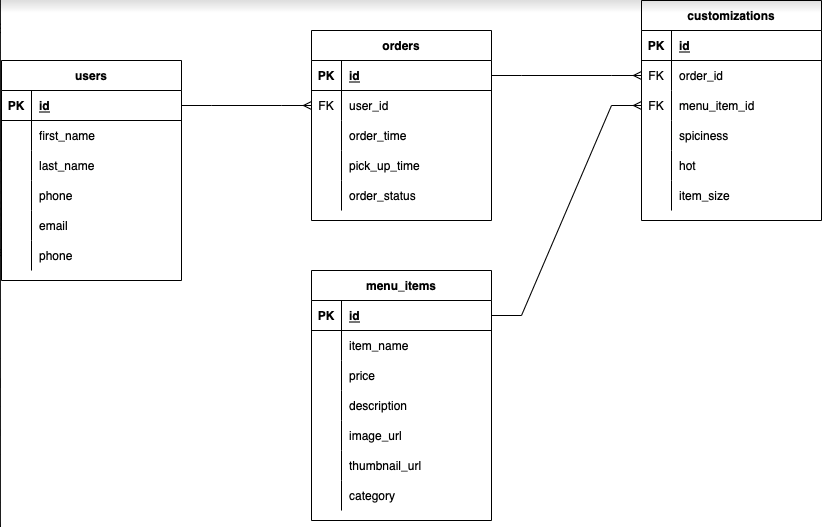 users
PK id
first_name
last_name
phone
email
phone
orders
PK id
FK user_id
order_time
pick_up_time
order_status
customizations
PK id
FK order_id
FK menu_item_id
spiciness
hot
item_size
menu_items
PK id
item_name
price
description
image_url
thumbnail_url
category